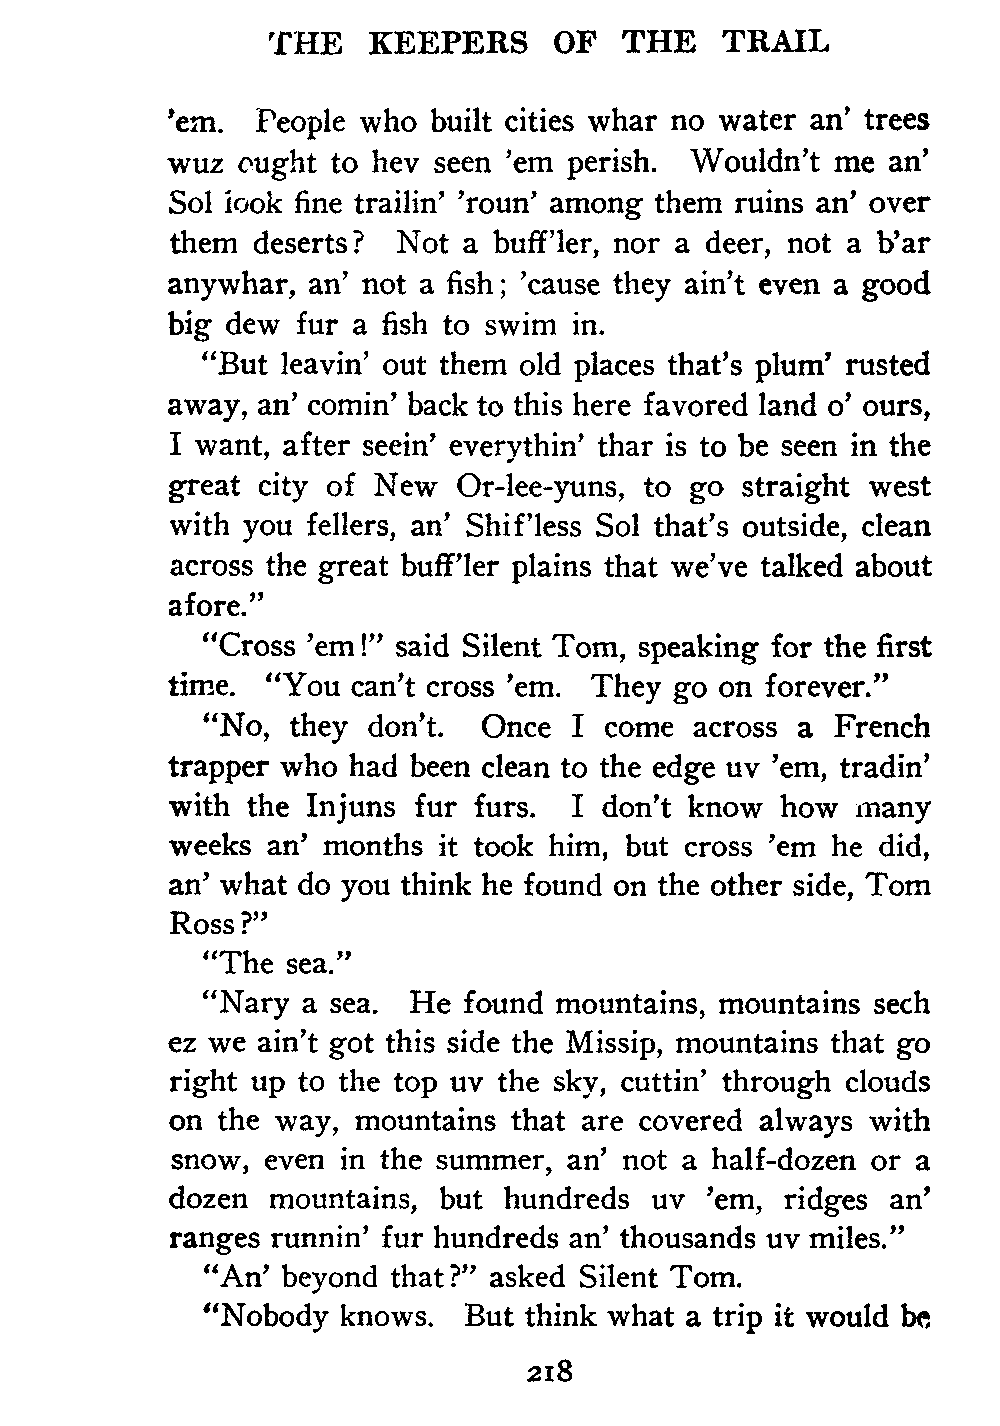 THE KEEPERS OF THE TRAIL
'em. People who built cities whar no water an' trees
wuz ought to hev seen 'em perish. Wouldn't me an'
Sol look fine trailin' 'roun' among them ruins an' over
them deserts? Not a buff'ler, nor a deer, not a b'ar
anywhar, an' not a fish; 'cause they ain't even a good
big dew fur a fish to swim in.
"But leavin' out them old places that's plum' rusted
away, an' comin' back to this here favored land o' ours,
I want, after seein' everythin' thar is to be seen in the
great city of New Or-lee-yuns, to go straight west
with you fellers, an' Shif'less Sol that's outside, clean
across the great buff'ler plains that we've talked about
afore."
"Cross 'em!" said Silent Tom, speaking for the first
time. "You can't cross 'em. They go on forever."
"No, they don't. Once I come across a French
trapper who had been clean to the edge uv 'em, tradin'
with the Injuns fur furs. I don't know how many
weeks an' months it took him, but cross 'em he did,
an' what do you think he found on the other side, Tom
Ross?"
"The sea."
"Nary a sea. He found mountains, mountains sech
ez we ain't got this side the Missip, mountains that go
right up to the top uv the sky, cuttin' through clouds
on the way, mountains that are covered always with
snow, even in the summer, an' not a half-dozen or a
dozen mountains, but hundreds uv 'em, ridges an'
ranges runnin' fur hundreds an' thousands uv miles."
"An' beyond that?" asked Silent Tom.
"Nobody knows. But think what a trip it would be
218